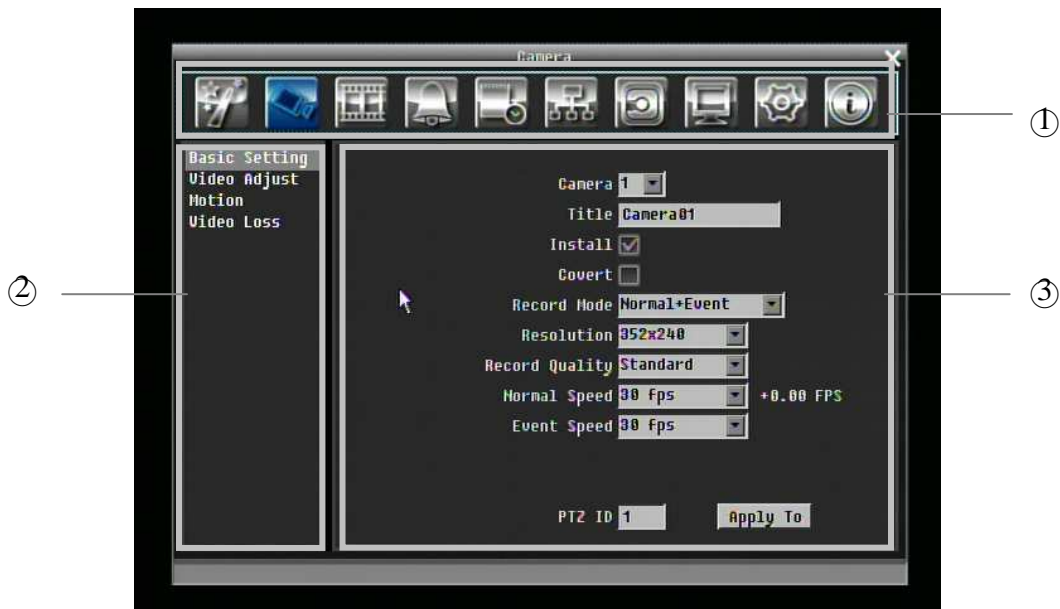 Camera
①
Basic Setting
Video Adjust
Motion
Video Loss
②
③
Camera 1
Title Camera01
Install
Covert
Record Mode Normal+Event
Resolution 352x240
Record Quality Standard
Normal Speed 30 fps +0.00 FPS
Event Speed 30 fps
PTZ ID 1 Apply To